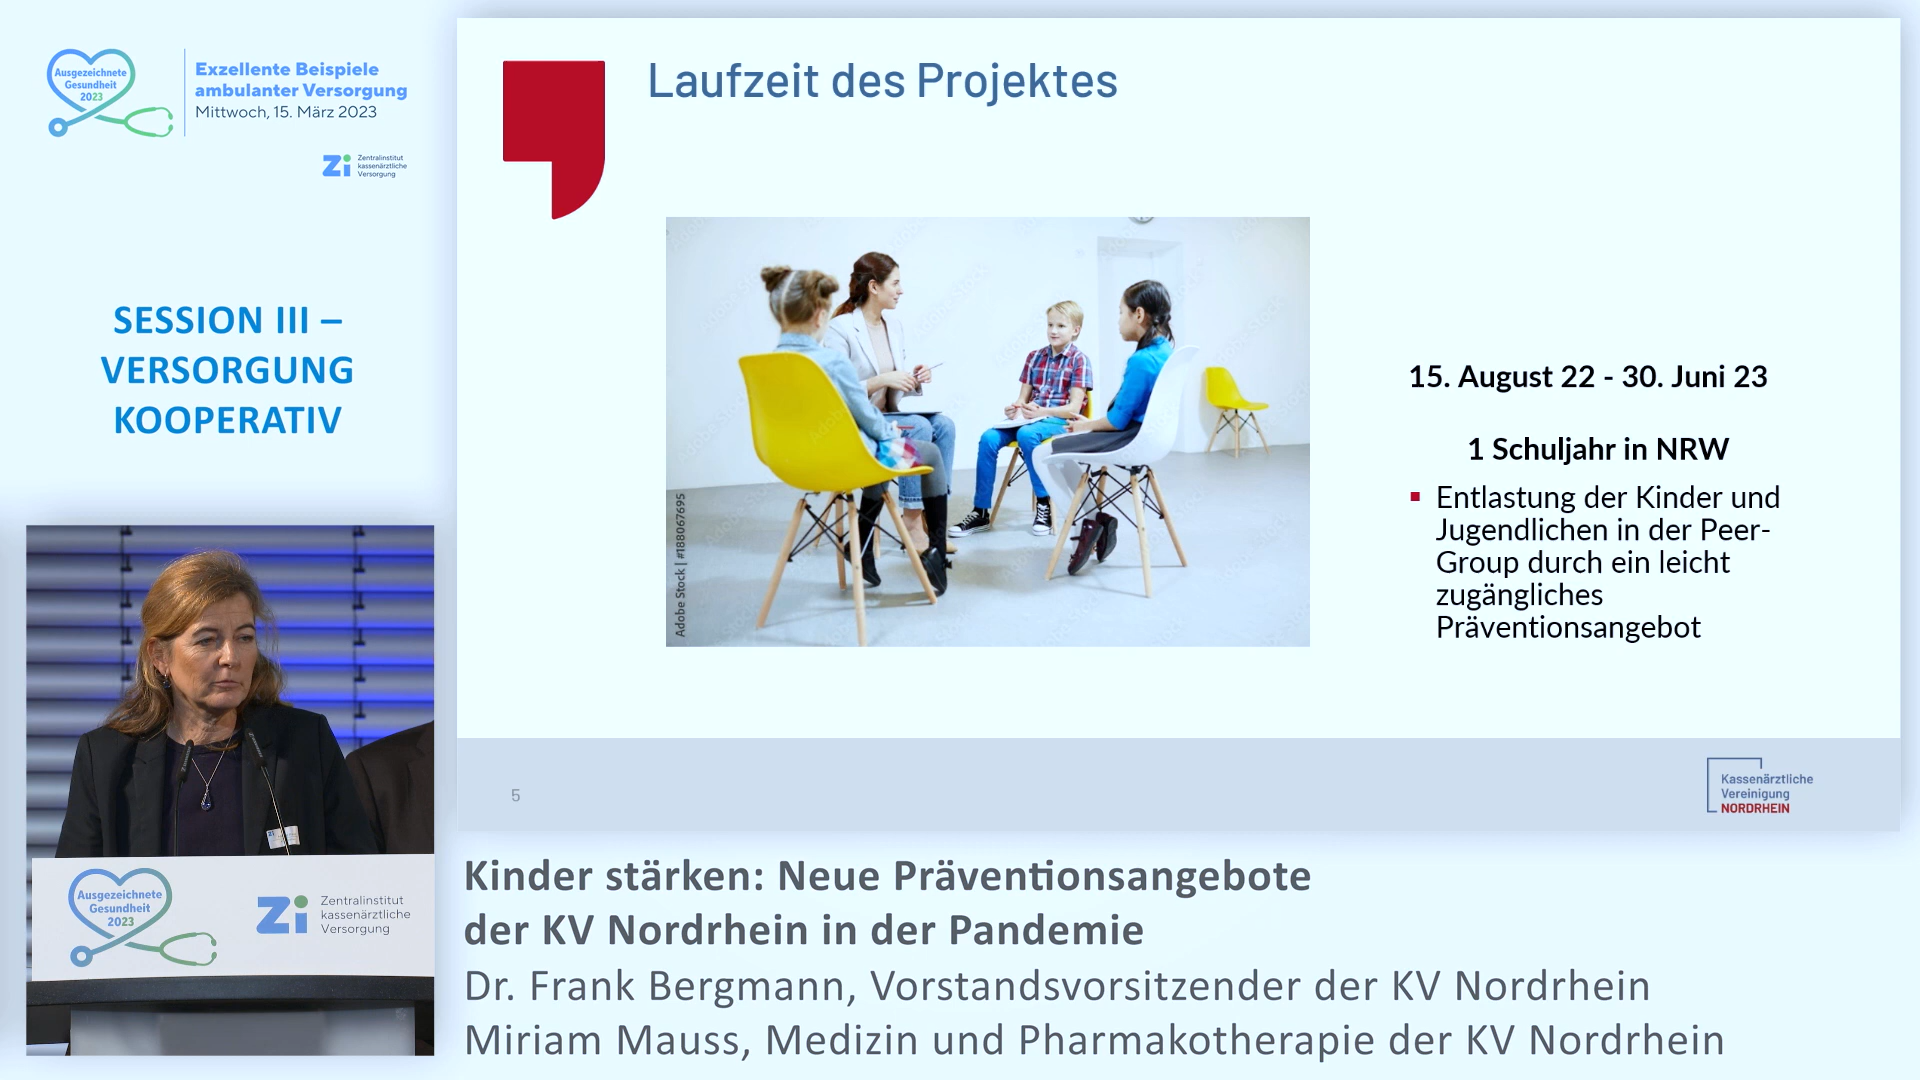 Ausgezeichnete
Gesundheit
2023
Exzellente Beispiele
ambulanter Versorgung
Mittwoch, 15. März 2023
Zi
Zentralinstitut
kassenärztliche
Versorgung
SESSION III –
VERSORGUNG
KOOPERATIV
Laufzeit des Projektes
Adobe Stock | #188067695
15. August 22 - 30. Juni 23
1 Schuljahr in NRW
Entlastung der Kinder und
Jugendlichen in der Peer-
Group durch ein leicht
zugängliches
Präventionsangebot
5
Kassenärztliche
Vereinigung
NORDRHEIN
Ausgezeichnete
Gesundheit
2023
Zi
Zentralinstitut
kassenärztliche
Versorgung
Kinder stärken: Neue Präventionsangebote
der KV Nordrhein in der Pandemie
Dr. Frank Bergmann, Vorstandsvorsitzender der KV Nordrhein
Miriam Mauss, Medizin und Pharmakotherapie der KV Nordrhein